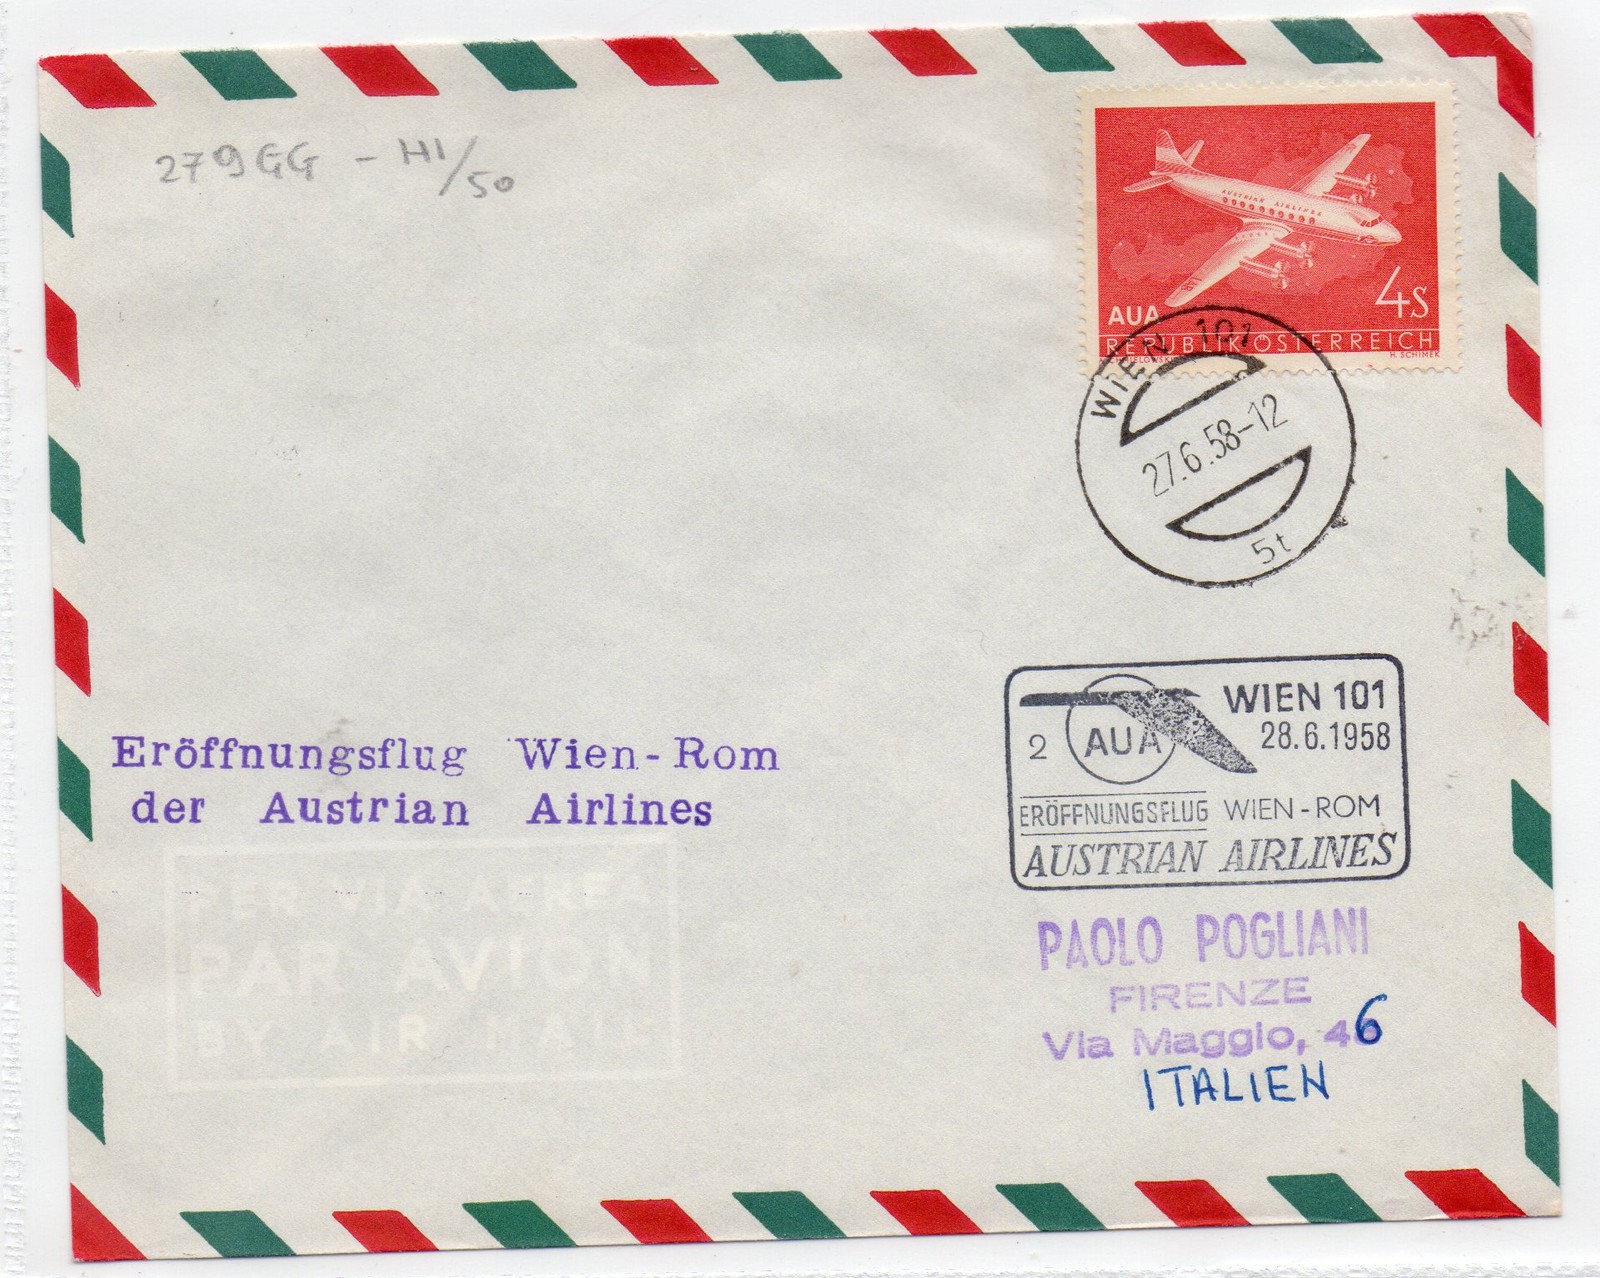 279GG - HI/50
AUSTRIAN AIRLINES
4S
AUA
REPUBLIK ÖSTERREICH
H. SCHIMEK
WIEN 101
27.6.58-12
5t
WIEN 101
28.6.1958
2 AUA
ERÖFFNUNGSFLUG WIEN-ROM
AUSTRIAN AIRLINES
Eröffnungsflug Wien-Rom
der Austrian Airlines
PER VIA AEREA
PAR AVION
BY AIR MAIL
PAOLO POGLIANI
FIRENZE
Via Maggio, 46
ITALIEN